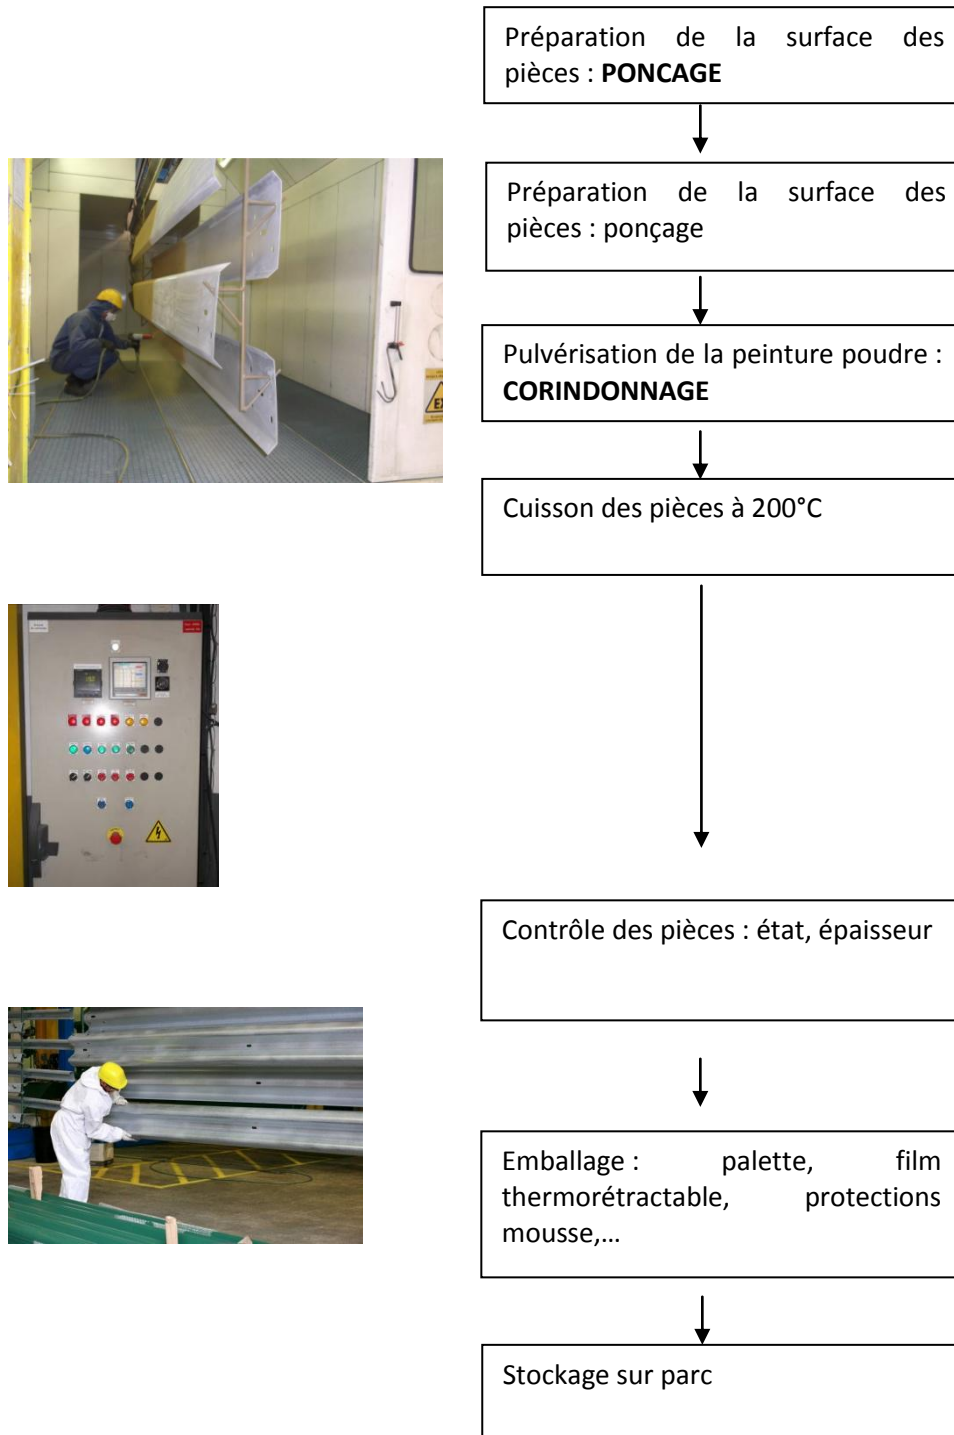 Préparation de la surface des
pièces : PONCAGE
Préparation de la surface des
pièces : ponçage
Pulvérisation de la peinture poudre :
CORINDONNAGE
Cuisson des pièces à 200°C
Contrôle des pièces : état, épaisseur
Emballage : palette, film
thermorétractable, protections
mousse,...
Stockage sur parc